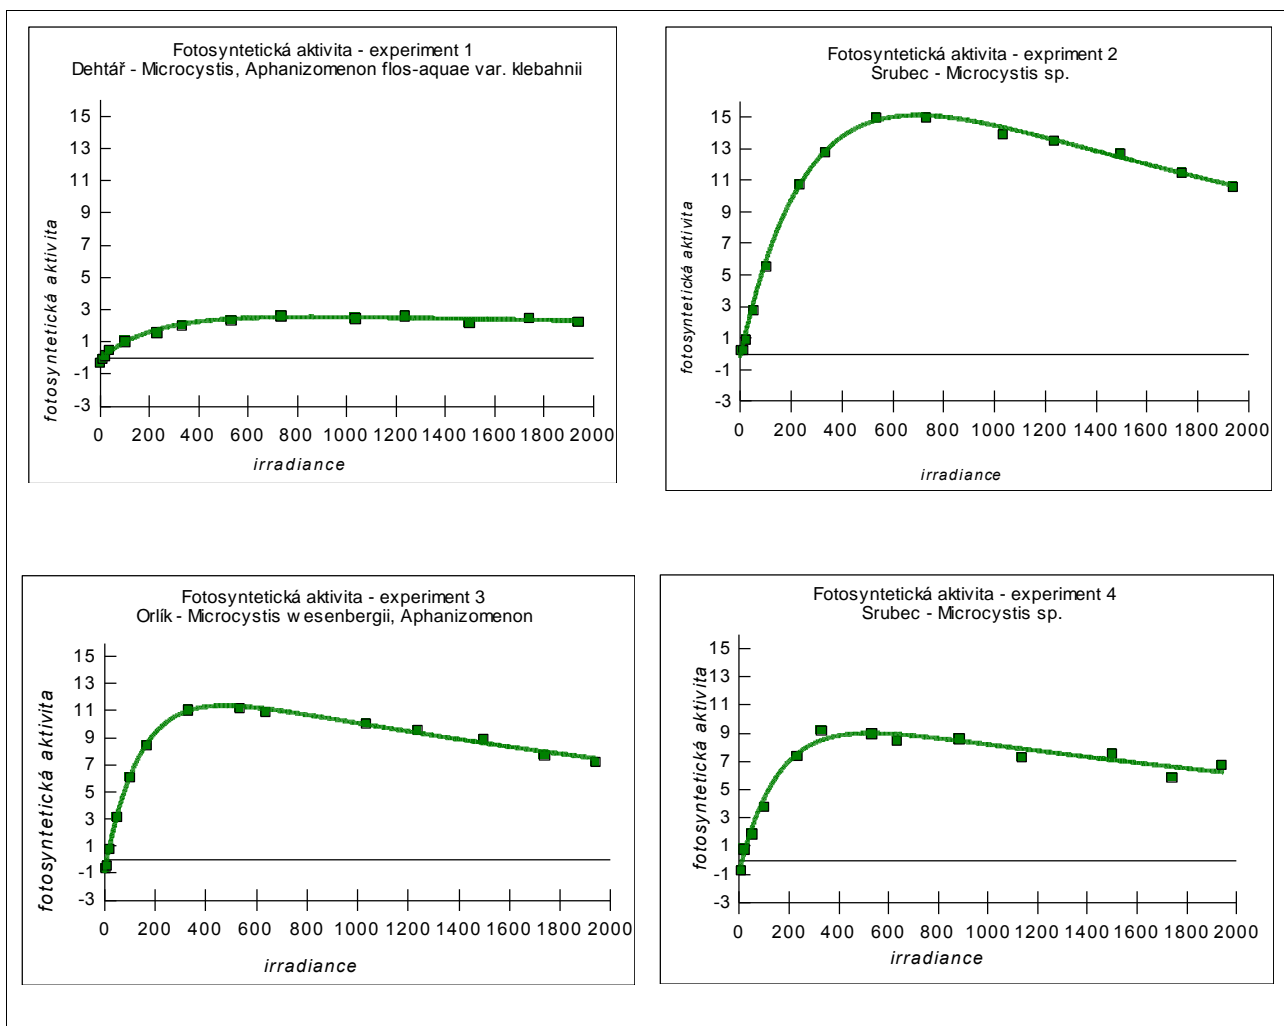 Fotosyntetická aktivita - experiment 1
Dehtář - Microcystis, Aphanizomenon flos-aquae var. klebahnii
fotosyntetická aktivita
15
13
11
9
7
5
3
1
-1
-3
0 200 400 600 800 1000 1200 1400 1600 1800 2000
irradiance
Fotosyntetická aktivita - expriment 2
Srubec - Microcystis sp.
fotosyntetická aktivita
15
13
11
9
7
5
3
1
-1
-3
0 200 400 600 800 1000 1200 1400 1600 1800 2000
irradiance
Fotosyntetická aktivita - experiment 3
Orlík - Microcystis wesenbergii, Aphanizomenon
fotosyntetická aktivita
15
13
11
9
7
5
3
1
-1
-3
0 200 400 600 800 1000 1200 1400 1600 1800 2000
irradiance
Fotosyntetická aktivita - experiment 4
Srubec - Microcystis sp.
fotosyntetická aktivita
15
13
11
9
7
5
3
1
-1
-3
0 200 400 600 800 1000 1200 1400 1600 1800 2000
irradiance